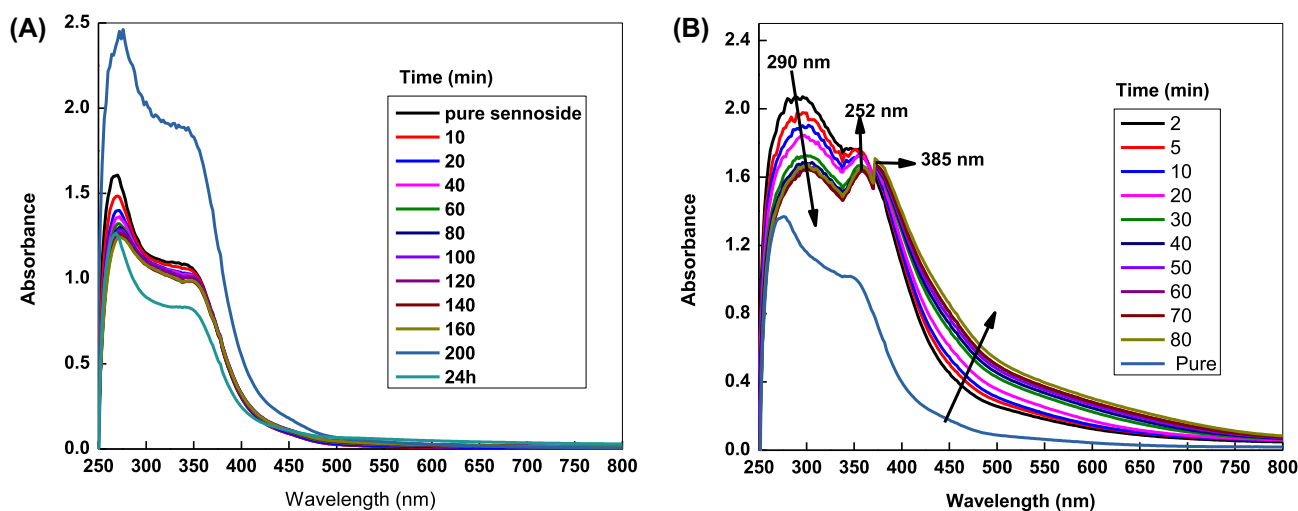 (A)
Absorbance
2.5
2.0
1.5
1.0
0.5
0.0
250 300 350 400 450 500 550 600 650 700 750 800
Wavelength (nm)
Time (min)
pure sennoside
10
20
40
60
80
100
120
140
160
200
24h
(B)
Absorbance
2.4
2.0
1.6
1.2
0.8
0.4
0.0
250 300 350 400 450 500 550 600 650 700 750 800
Wavelength (nm)
290 nm
252 nm
385 nm
Time (min)
2
5
10
20
30
40
50
60
70
80
Pure